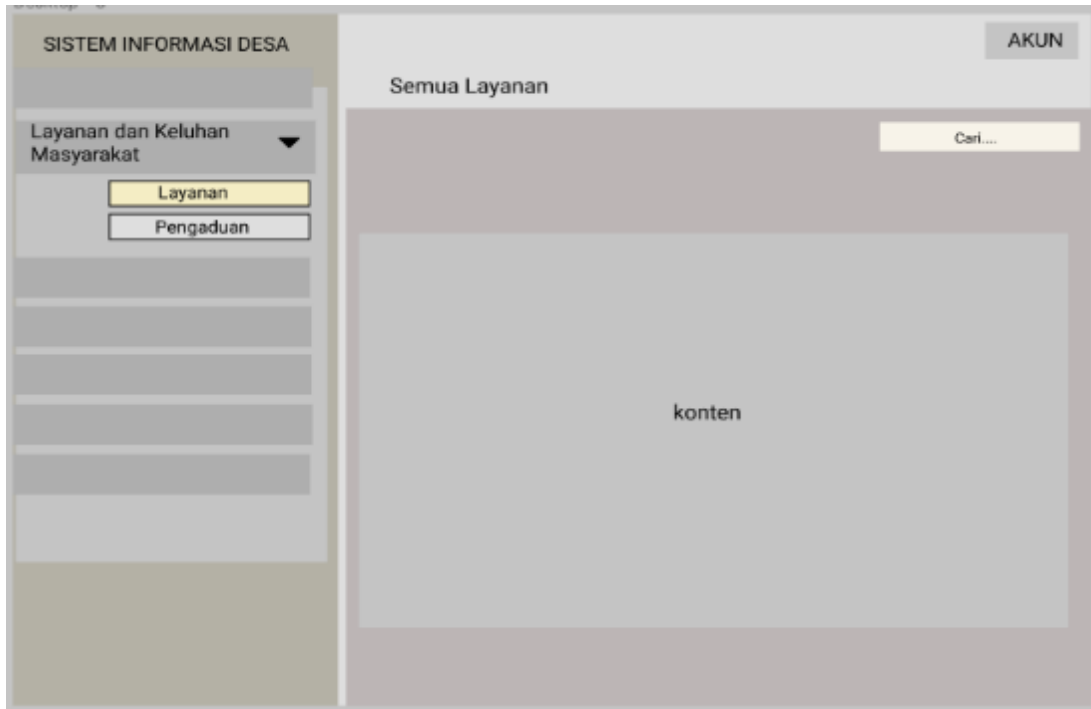 SISTEM INFORMASI DESA
AKUN
Semua Layanan
Layanan dan Keluhan
Masyarakat
Cari....
Layanan
Pengaduan
konten